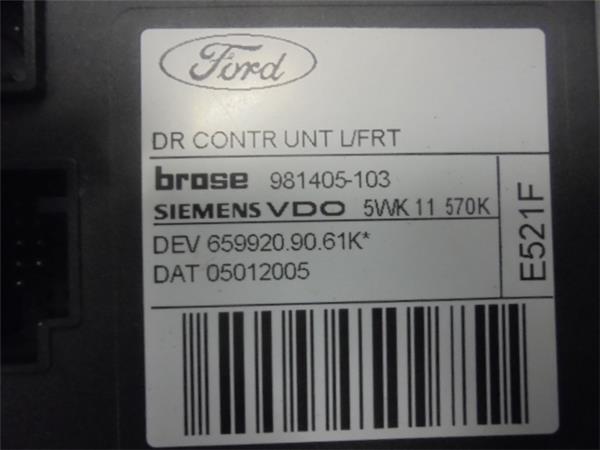 Ford
DR CONTR UNT L/FRT
brose 981405-103
SIEMENS VDO 5WK 11 570K
DEV 659920.90.61K*
DAT 05012005
E521F